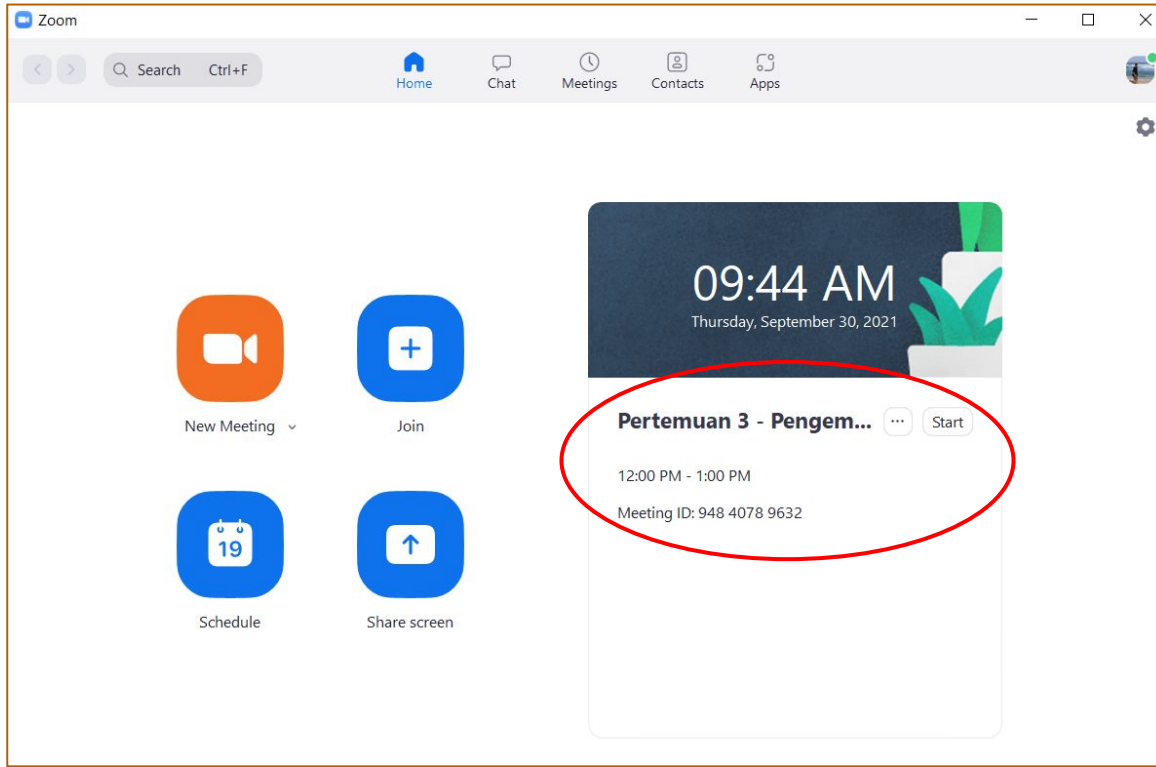 Zoom
Search Ctrl+F
Home
Chat
Meetings
Contacts
Apps
09:44 AM
Thursday, September 30, 2021
New Meeting
Join
Pertemuan 3 - Pengem... ... Start
12:00 PM - 1:00 PM
Meeting ID: 948 4078 9632
19
Schedule
Share screen